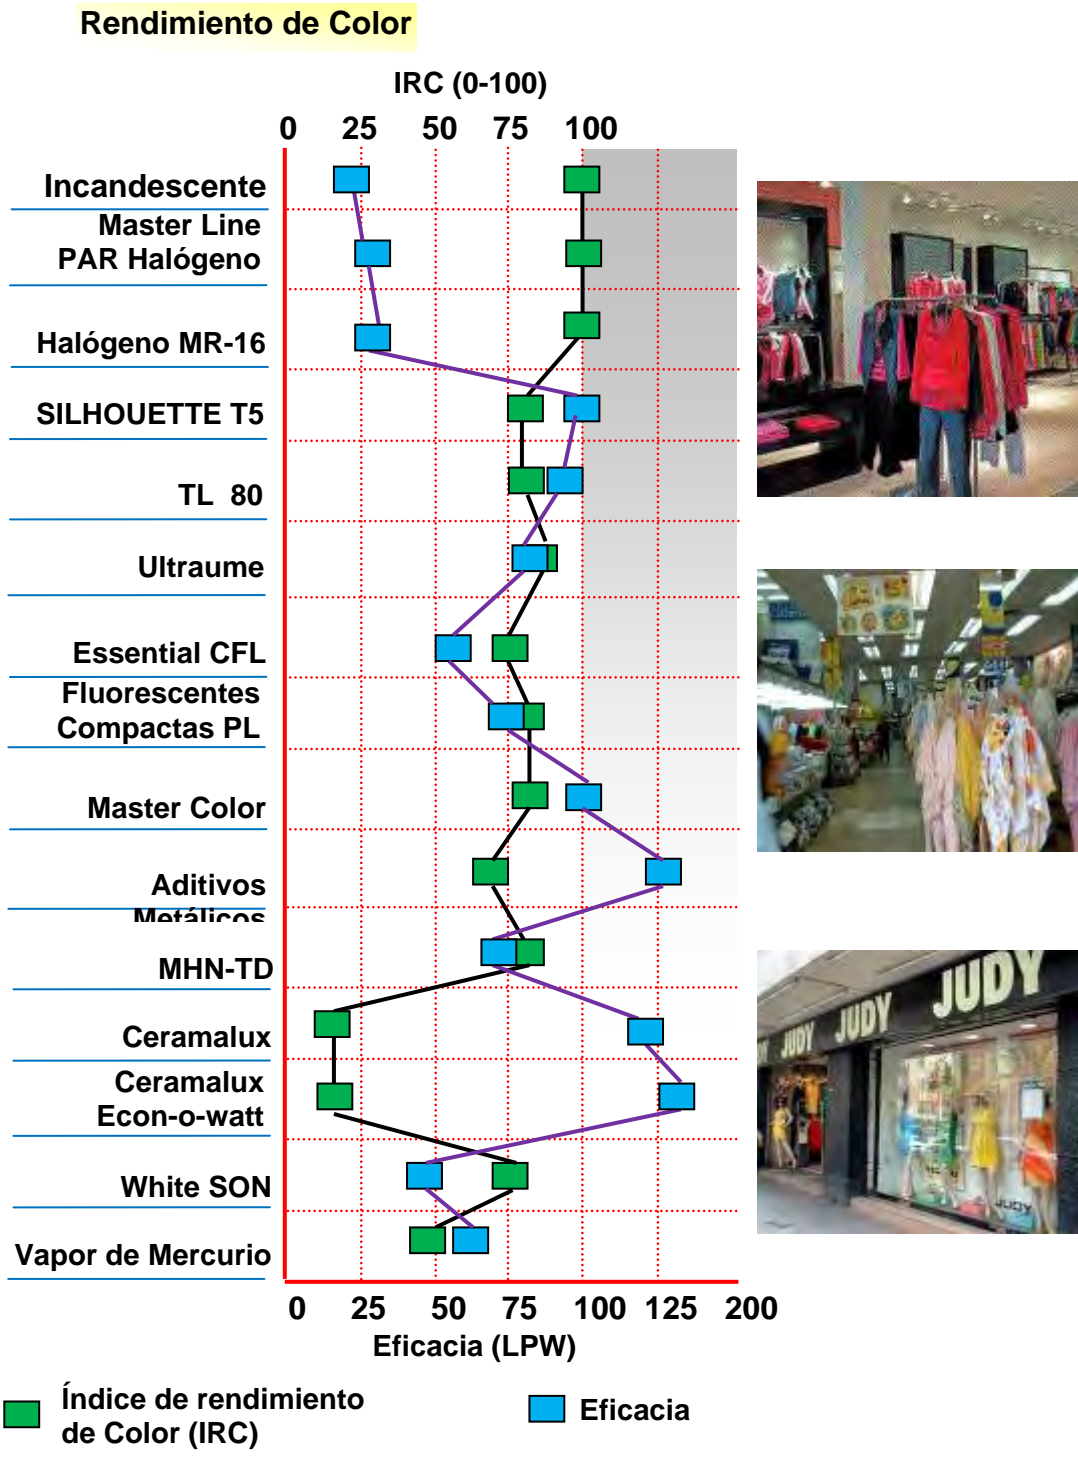 Rendimiento de Color
IRC (0-100)
0 25 50 75 100
Incandescente
Master Line
PAR Halógeno
Halógeno MR-16
SILHOUETTE T5
TL 80
Ultraume
Essential CFL
Fluorescentes
Compactas PL
Master Color
Aditivos
Metálicos
MHN-TD
Ceramalux
Ceramalux
Econ-o-watt
White SON
Vapor de Mercurio
0 25 50 75 100 125 200
Eficacia (LPW)
Índice de rendimiento
de Color (IRC)
Eficacia
JUDY
JUDY
JUDY
JUDY